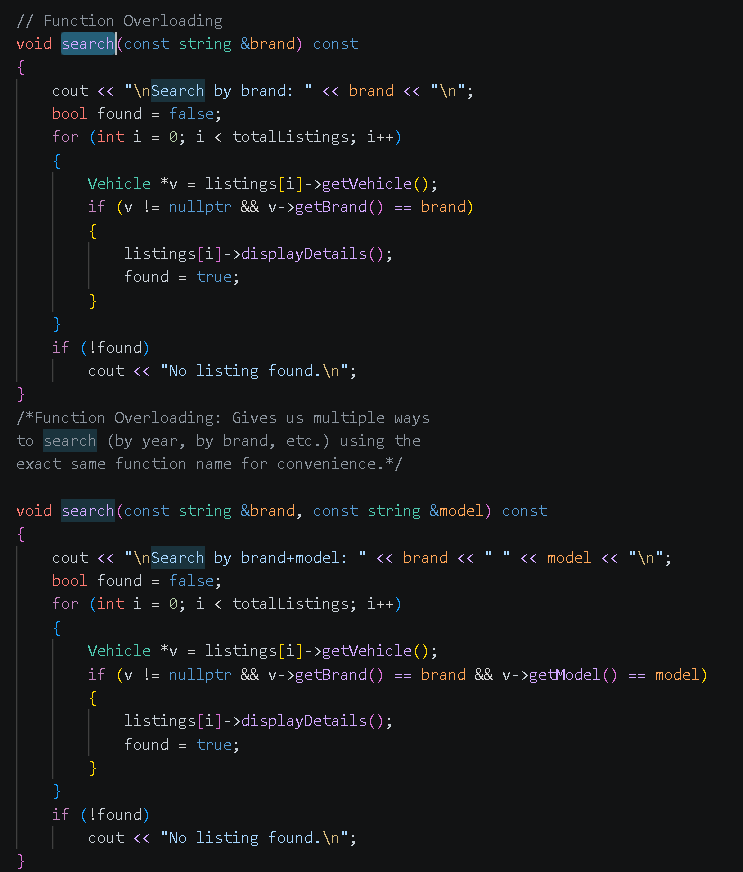 // Function Overloading
void search(const string &brand) const
{
    cout << "\nSearch by brand: " << brand << "\n";
    bool found = false;
    for (int i = 0; i < totalListings; i++)
    {
        Vehicle *v = listings[i]->getVehicle();
        if (v != nullptr && v->getBrand() == brand)
        {
            listings[i]->displayDetails();
            found = true;
        }
    }
    if (!found)
        cout << "No listing found.\n";
}
/*Function Overloading: Gives us multiple ways
to search (by year, by brand, etc.) using the
exact same function name for convenience.*/

void search(const string &brand, const string &model) const
{
    cout << "\nSearch by brand+model: " << brand << " " << model << "\n";
    bool found = false;
    for (int i = 0; i < totalListings; i++)
    {
        Vehicle *v = listings[i]->getVehicle();
        if (v != nullptr && v->getBrand() == brand && v->getModel() == model)
        {
            listings[i]->displayDetails();
            found = true;
        }
    }
    if (!found)
        cout << "No listing found.\n";
}